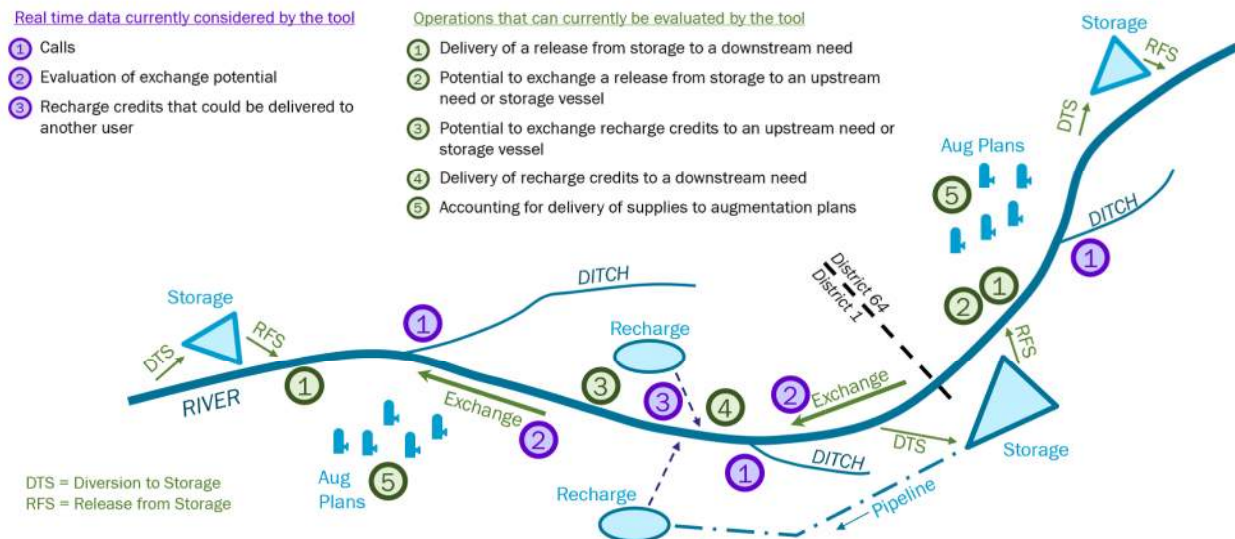 Real time data currently considered by the tool
1 Calls
2 Evaluation of exchange potential
3 Recharge credits that could be delivered to
another user
Operations that can currently be evaluated by the tool
1 Delivery of a release from storage to a downstream need
2 Potential to exchange a release from storage to an upstream
need or storage vessel
3 Potential to exchange recharge credits to an upstream need or
storage vessel
4 Delivery of recharge credits to a downstream need
5 Accounting for delivery of supplies to augmentation plans
Storage
RFS
DTS
Aug Plans
5
DITCH
1
District 64
District 1
1
2
Storage
DTS
RFS
1
RIVER
1
DITCH
Exchange
2
Recharge
3
3
4
2
Exchange
RFS
DTS
Storage
1
DITCH
Recharge
Pipeline
Aug
Plans
5
DTS = Diversion to Storage
RFS = Release from Storage